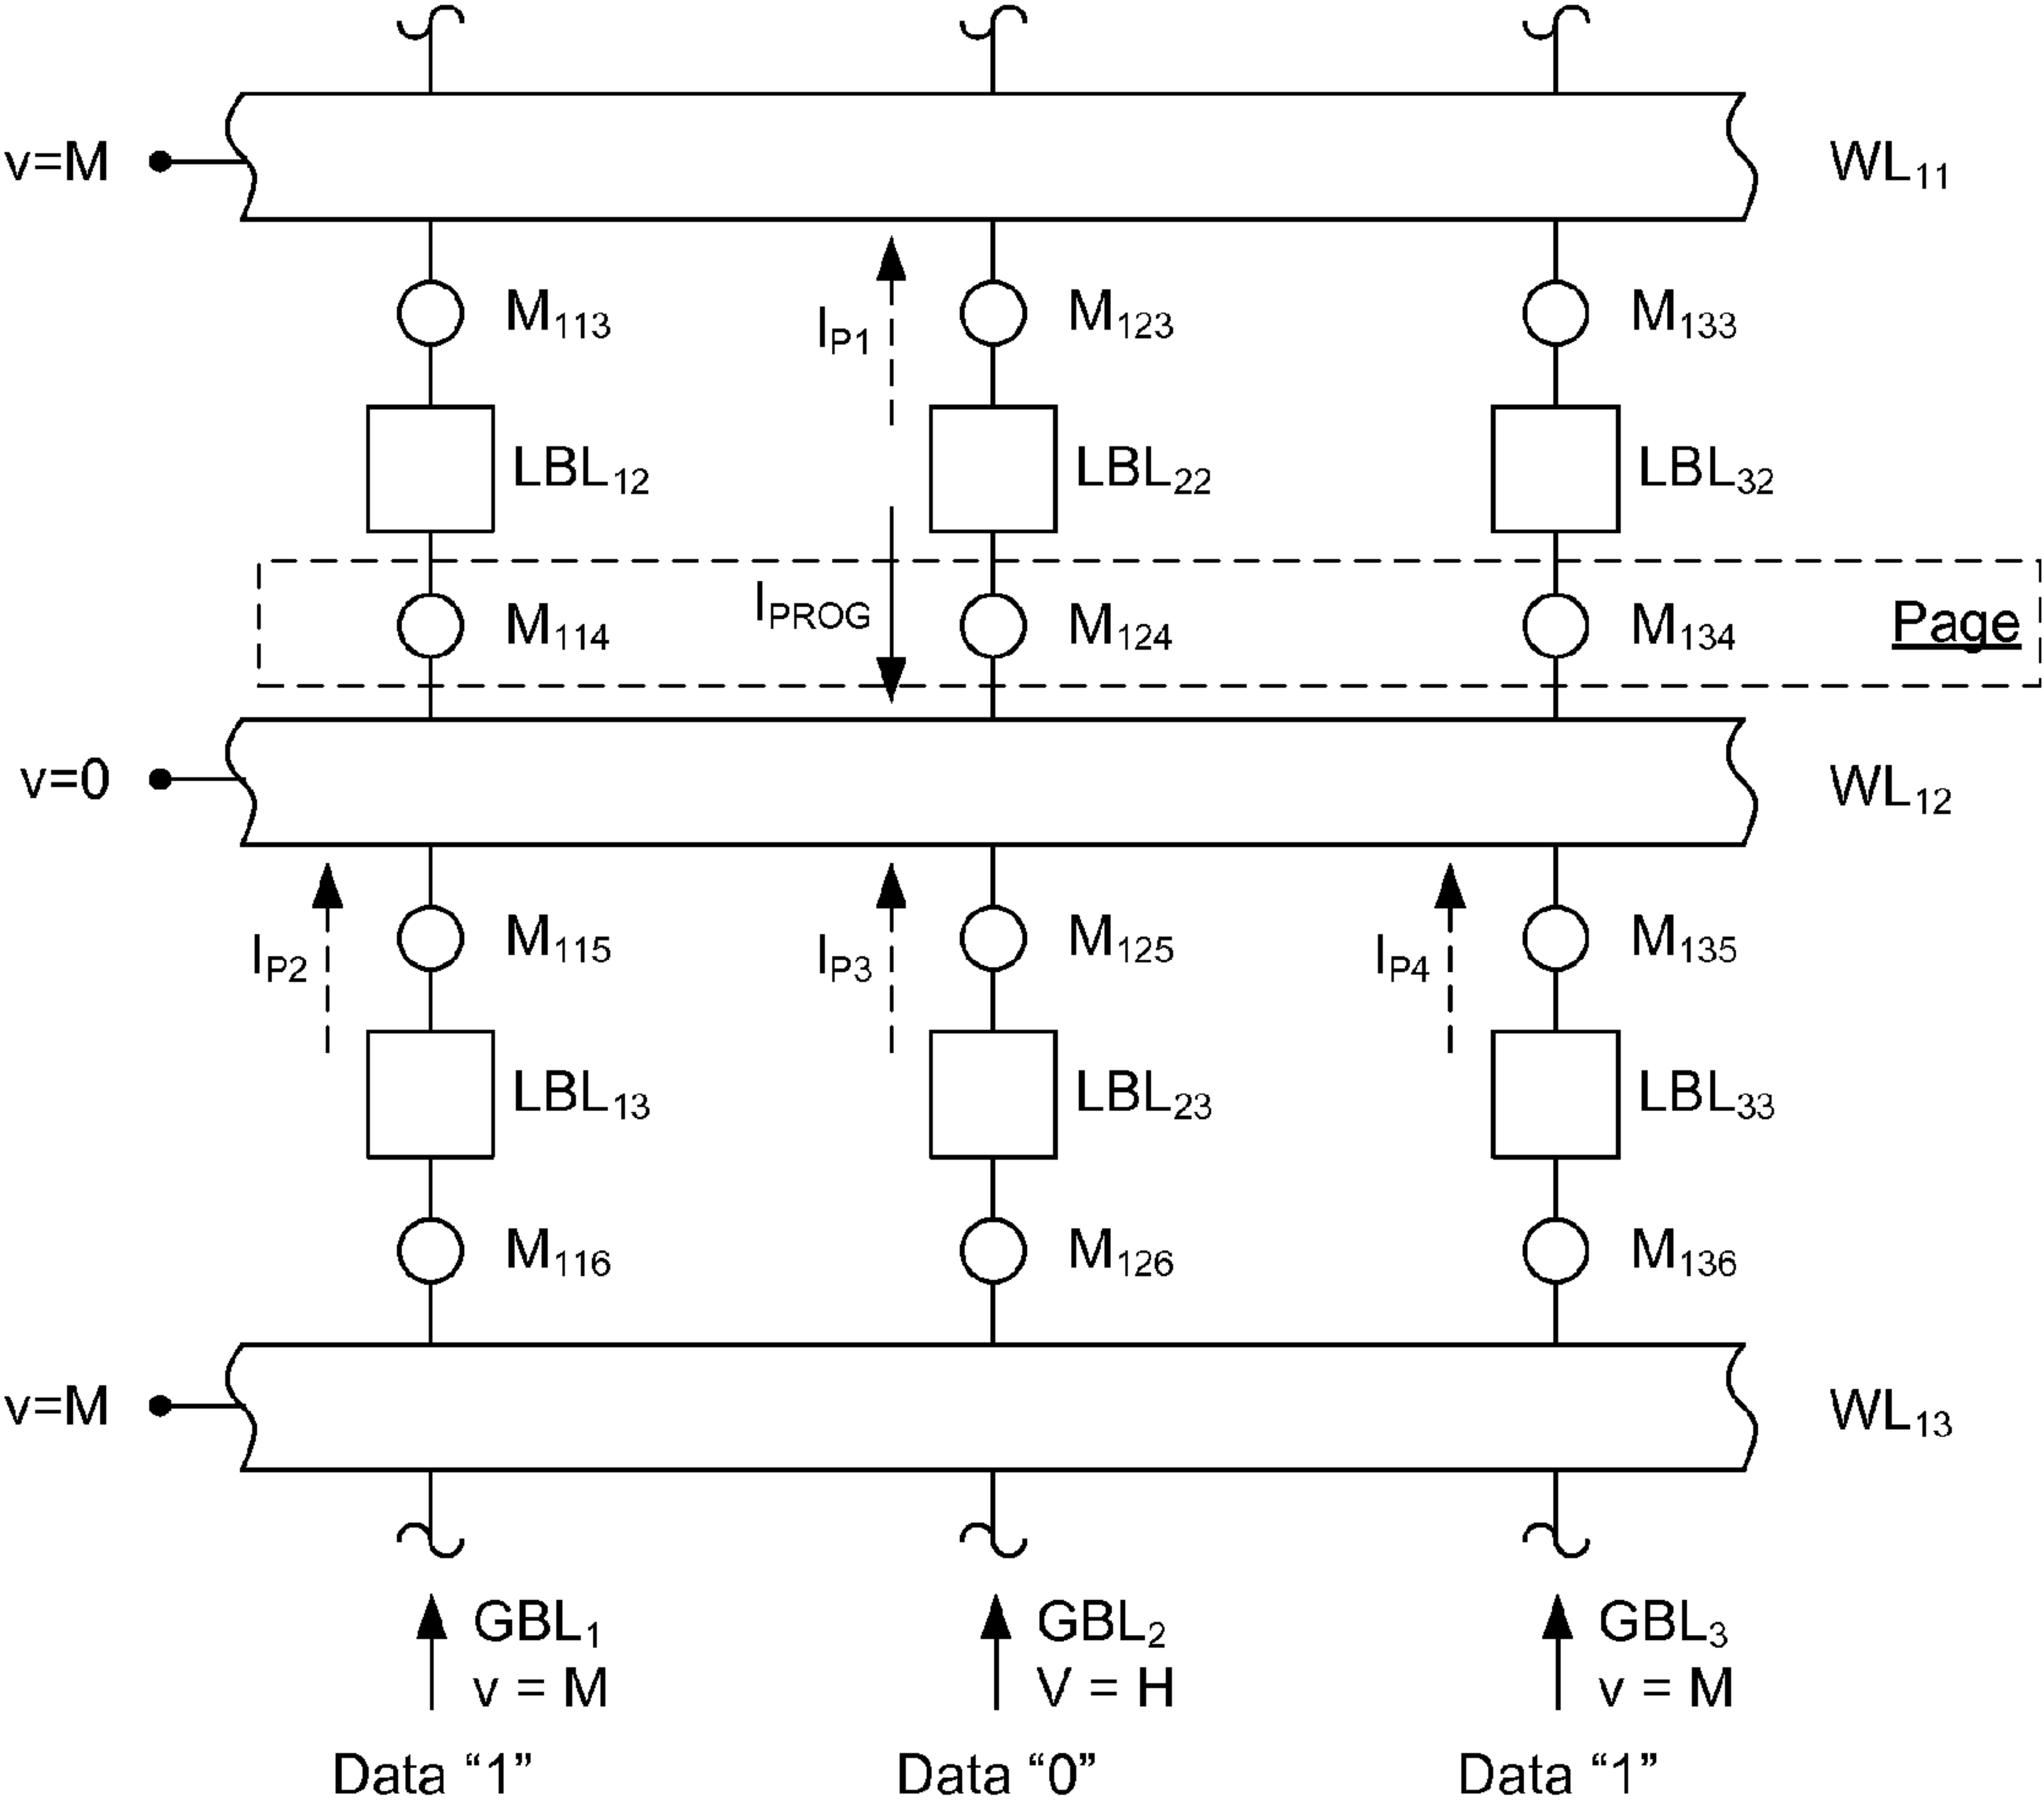 v=M WL11
M113 M123 M133
IP1
LBL12 LBL22 LBL32
IPROG
M114 M124 M134 Page
v=0 WL12
M115 M125 M135
IP2 IP3 IP4
LBL13 LBL23 LBL33
M116 M126 M136
v=M WL13
GBL1 GBL2 GBL3
v = M V = H v = M
Data “1” Data “0” Data “1”